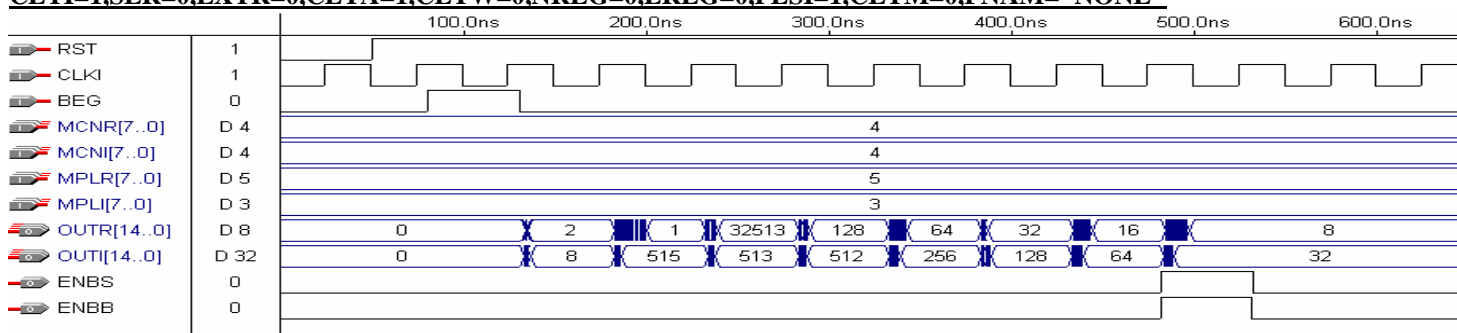 100.0ns 200.0ns 300.0ns 400.0ns 500.0ns 600.0ns
RST 1
CLKI 1
BEG 0
MCNR[7..0] D 4 4
MCNI[7..0] D 4 4
MPLR[7..0] D 5 5
MPLI[7..0] D 3 3
OUTR[14..0] D 8 0 2 1 32513 128 64 32 16 8
OUTI[14..0] D 32 0 8 515 513 512 256 128 64 32
ENBS 0
ENBB 0